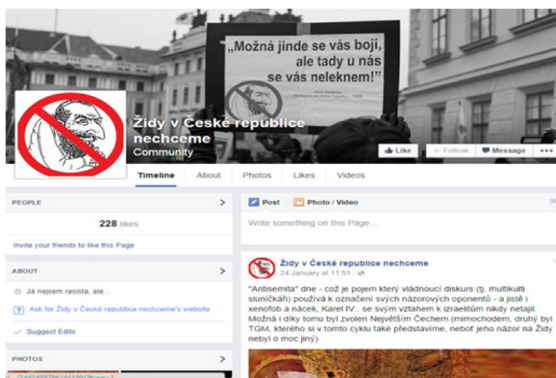 „Možná jinde se vás bojí,
ale tady u nás
se vás neleknem!"
Židy v České republice
nechceme
Community
Like
Follow
Message
Timeline About Photos Likes Videos
PEOPLE
228 likes
Invite your friends to like this Page
ABOUT
Já nejsem rasista, ale...
Ask for Židy v České republice nechceme's website
Suggest Edits
PHOTOS
Post Photo / Video
Write something on this Page...
Židy v České republice nechceme
24 January at 11:51
"Antisemita" dne - což je pojem který vládnoucí diskurs (tj. multikulti
sluníčkáři) používá k označení svých názorových oponentů - a jistě i
xenofob a nácek, Karel IV., se svým vztahem k izraelitům nikdy netajil.
Možná i díky tomu byl zvolen Největším Čechem.(mimochodem, druhý byl
TGM, kterého si v tomto cyklu také představíme, neboť jeho názor na Židy
nebyl o moc jiný)